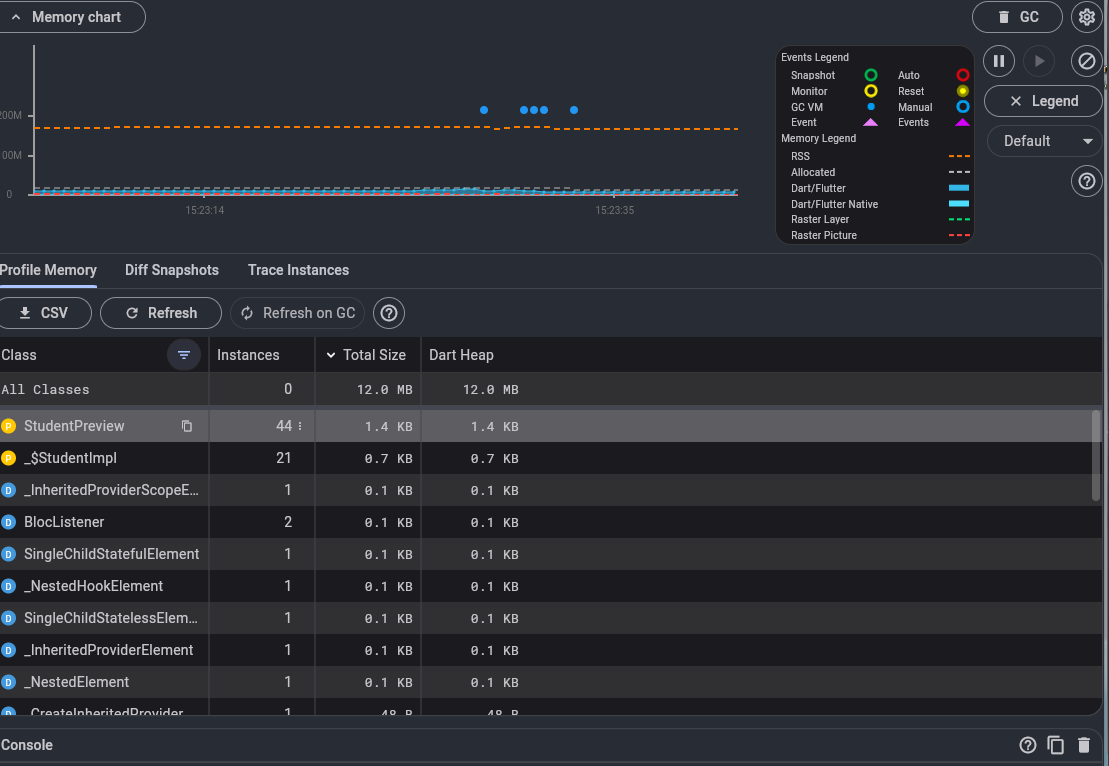 Memory chart
GC
Events Legend
Snapshot Auto
Monitor Reset
GC VM Manual
Event Events
Memory Legend
RSS
Allocated
Dart/Flutter
Dart/Flutter Native
Raster Layer
Raster Picture
Legend
Default
00M
00M
0
15:23:14 15:23:35
Profile Memory Diff Snapshots Trace Instances
CSV Refresh Refresh on GC
Class Instances Total Size Dart Heap
All Classes 0 12.0 MB 12.0 MB
P StudentPreview 44 1.4 KB 1.4 KB
P _$StudentImpl 21 0.7 KB 0.7 KB
D _InheritedProviderScopeE… 1 0.1 KB 0.1 KB
D BlocListener 2 0.1 KB 0.1 KB
D SingleChildStatefulElement 1 0.1 KB 0.1 KB
D _NestedHookElement 1 0.1 KB 0.1 KB
D SingleChildStatelessElem… 1 0.1 KB 0.1 KB
D _InheritedProviderElement 1 0.1 KB 0.1 KB
D _NestedElement 1 0.1 KB 0.1 KB
D _CreateInheritedProvider 1 48 B 48 B
Console